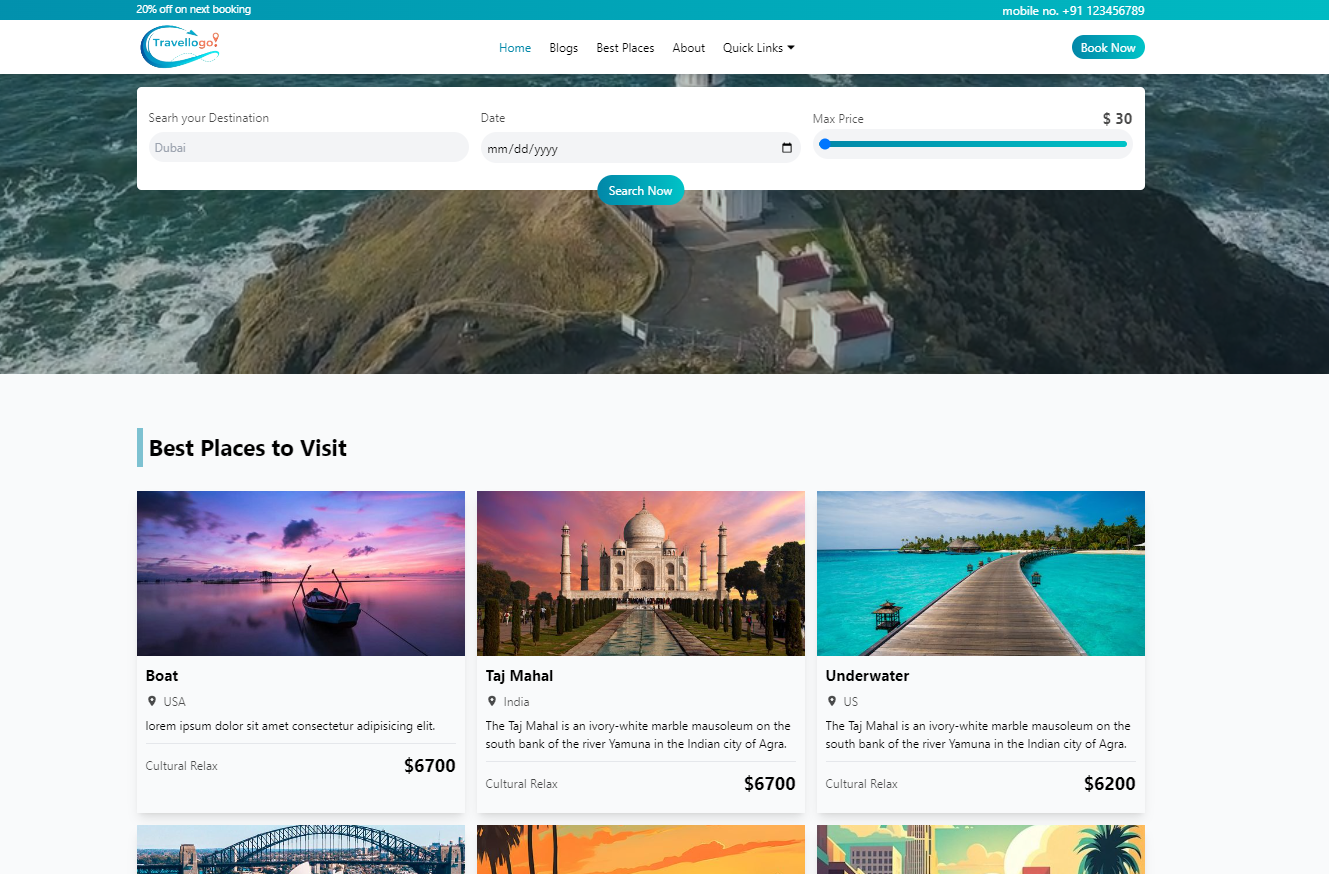 20% off on next booking
mobile no. +91 123456789
Travellogo!
Home
Blogs
Best Places
About
Quick Links
Book Now
Searh your Destination
Date
Max Price
$ 30
Dubai
mm/dd/yyyy
Search Now
Best Places to Visit
Boat
USA
lorem ipsum dolor sit amet consectetur adipisicing elit.
Cultural Relax
$6700
Taj Mahal
India
The Taj Mahal is an ivory-white marble mausoleum on the
south bank of the river Yamuna in the Indian city of Agra.
Cultural Relax
$6700
Underwater
US
The Taj Mahal is an ivory-white marble mausoleum on the
south bank of the river Yamuna in the Indian city of Agra.
Cultural Relax
$6200